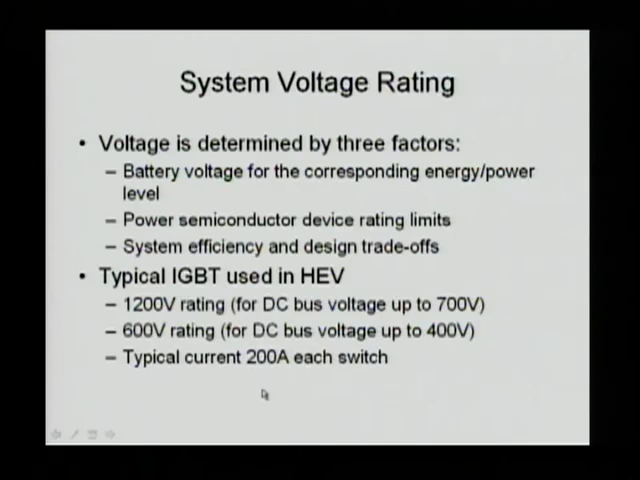 System Voltage Rating
• Voltage is determined by three factors:
– Battery voltage for the corresponding energy/power
level
– Power semiconductor device rating limits
– System efficiency and design trade-offs
• Typical IGBT used in HEV
– 1200V rating (for DC bus voltage up to 700V)
– 600V rating (for DC bus voltage up to 400V)
– Typical current 200A each switch